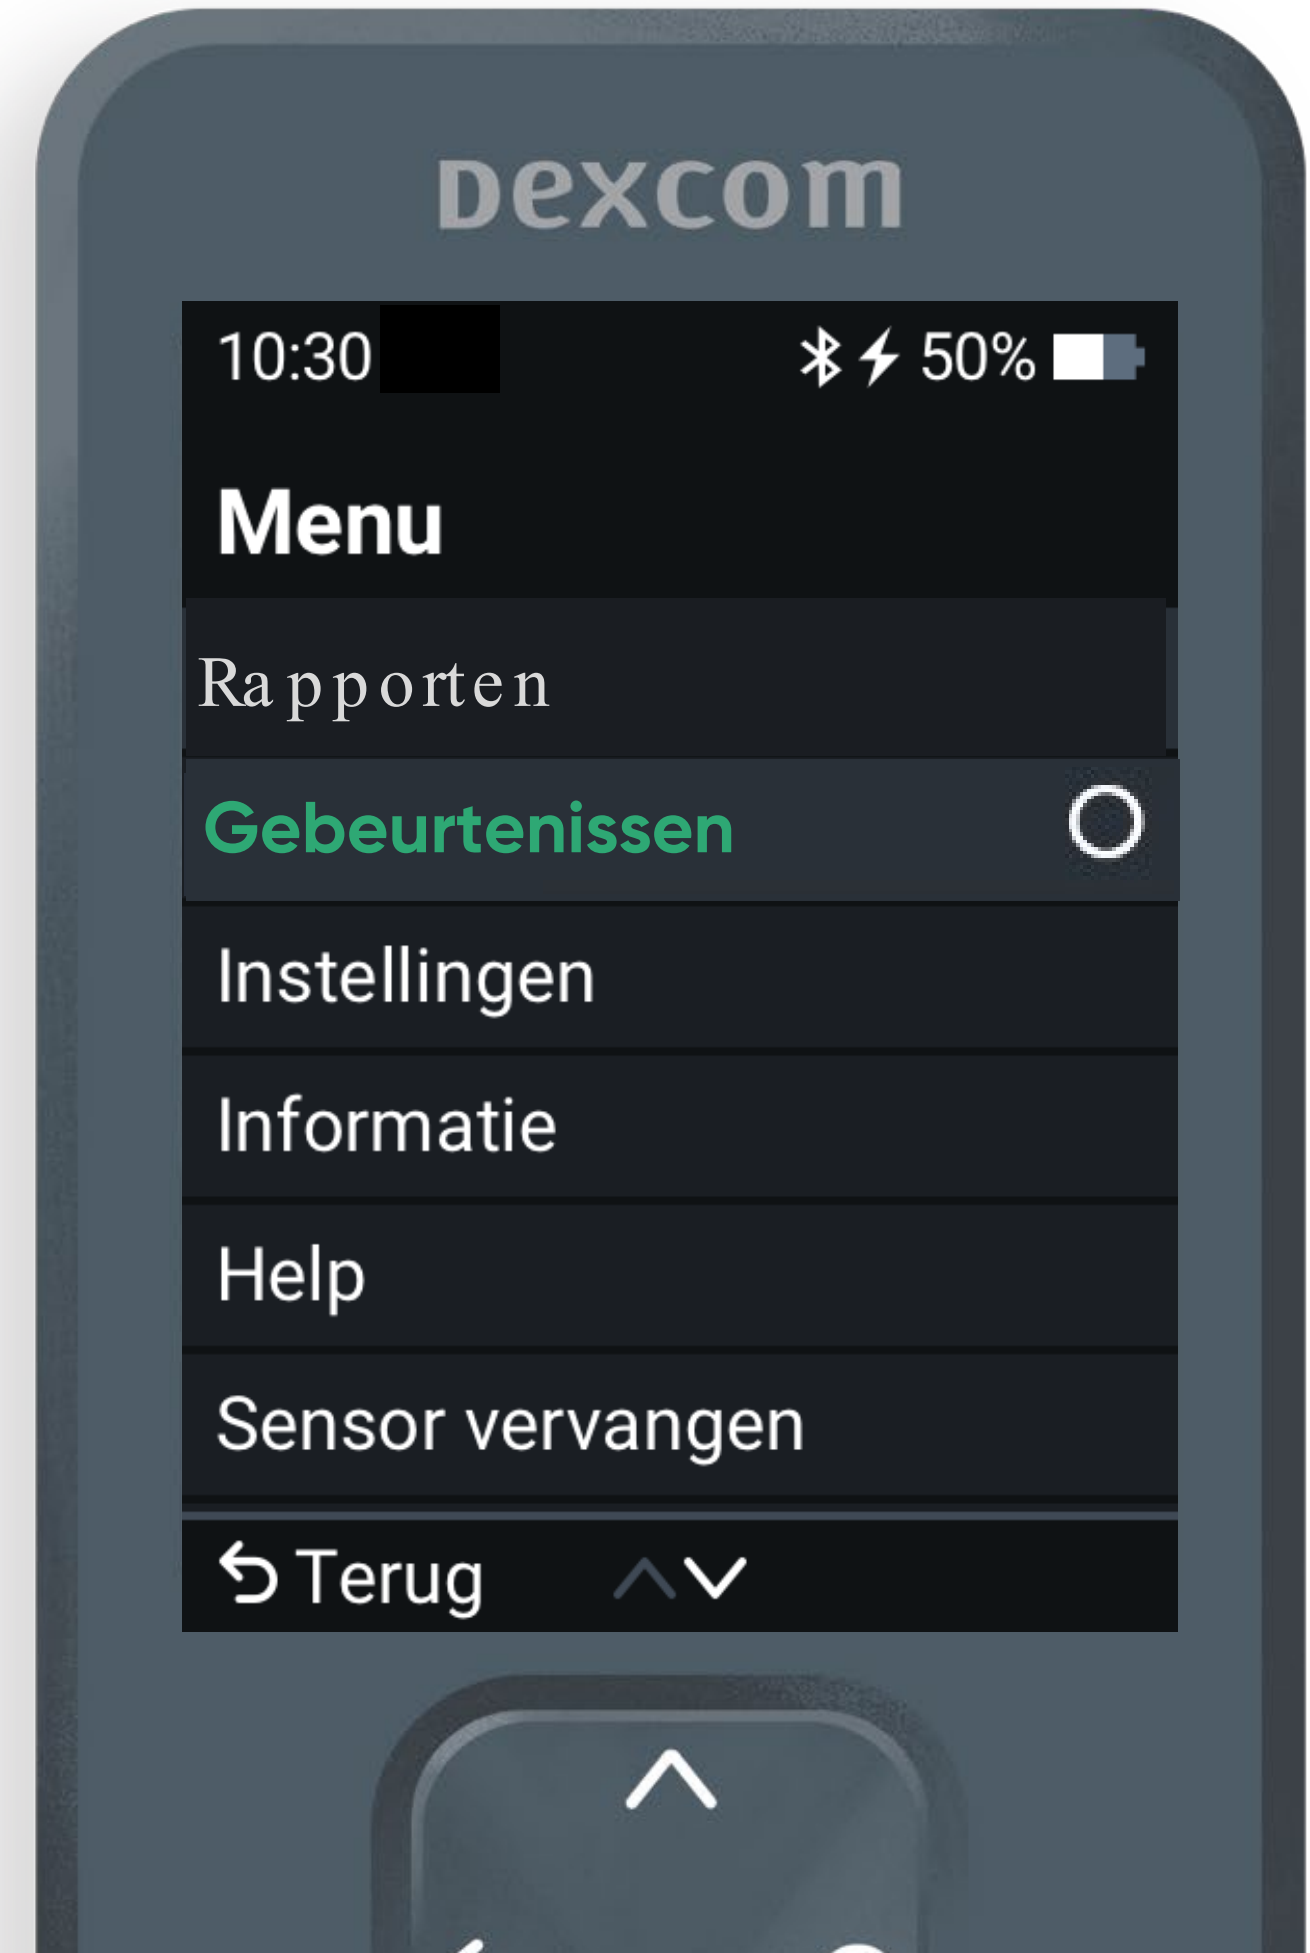 Dexcom
10:30 50%
Menu
Rapporten
Gebeurtenissen
Instellingen
Informatie
Help
Sensor vervangen
Terug